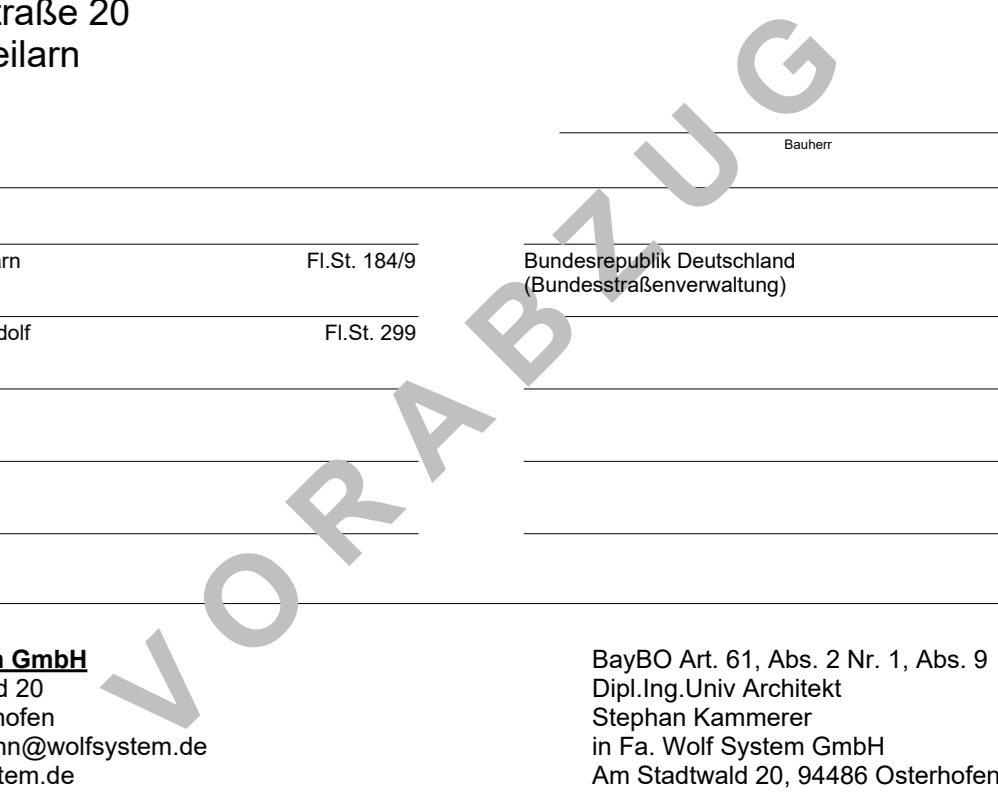 traße 20
eilarn
Bauherr
rn Fl.St. 184/9 Bundesrepublik Deutschland
(Bundesstraßenverwaltung)
dolf Fl.St. 299
VORABZUG
GmbH
d 20
hofen
nn@wolfsystem.de
tem.de
BayBO Art. 61, Abs. 2 Nr. 1, Abs. 9
Dipl.Ing.Univ Architekt
Stephan Kammerer
in Fa. Wolf System GmbH
Am Stadtwald 20, 94486 Osterhofen